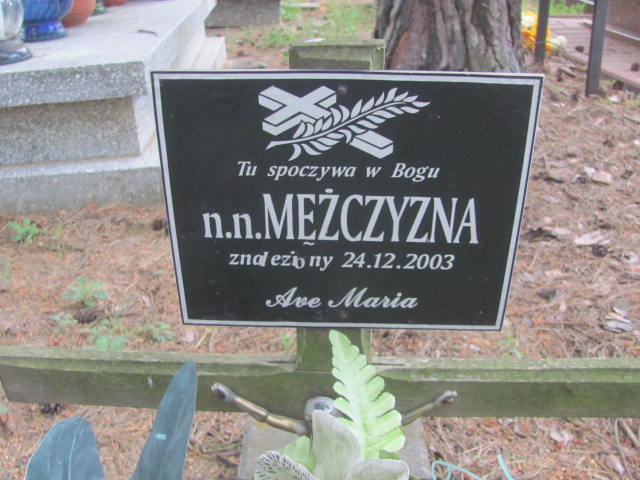 Tu spoczywa w Bogu
n.n.MĘŻCZYZNA
znaleziony 24.12.2003
Ave Maria